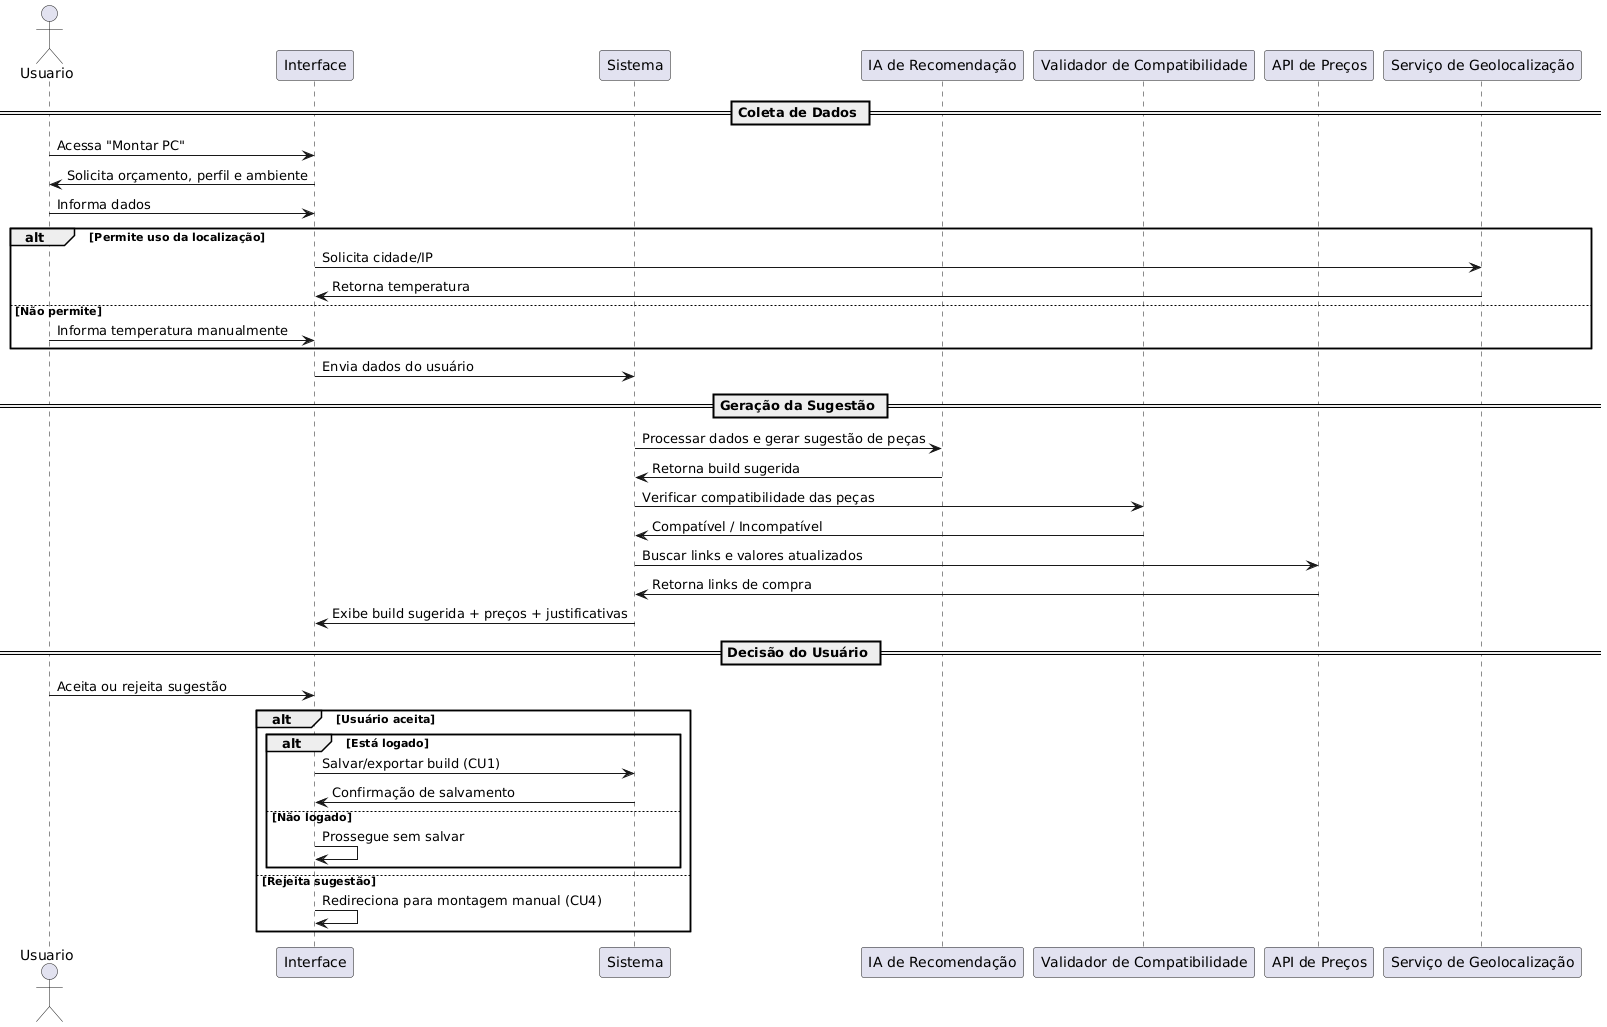 Usuario
Interface
Sistema
IA de Recomendação
Validador de Compatibilidade
API de Preços
Serviço de Geolocalização
Coleta de Dados
Acessa "Montar PC"
Solicita orçamento, perfil e ambiente
Informa dados
alt
[Permite uso da localização]
Solicita cidade/IP
Retorna temperatura
[Não permite]
Informa temperatura manualmente
Envia dados do usuário
Geração da Sugestão
Processar dados e gerar sugestão de peças
Retorna build sugerida
Verificar compatibilidade das peças
Compatível / Incompatível
Buscar links e valores atualizados
Retorna links de compra
Exibe build sugerida + preços + justificativas
Decisão do Usuário
Aceita ou rejeita sugestão
alt
[Usuário aceita]
alt
[Está logado]
Salvar/exportar build (CU1)
Confirmação de salvamento
[Não logado]
Prossegue sem salvar
[Rejeita sugestão]
Redireciona para montagem manual (CU4)
Usuario
Interface
Sistema
IA de Recomendação
Validador de Compatibilidade
API de Preços
Serviço de Geolocalização